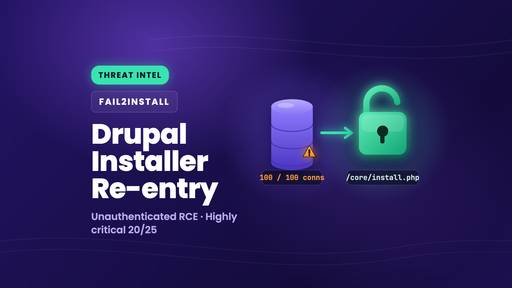 THREAT INTEL
FAIL2INSTALL
Drupal
Installer
Re-entry
Unauthenticated RCE · Highly
critical 20/25
100 / 100 conns
/core/install.php